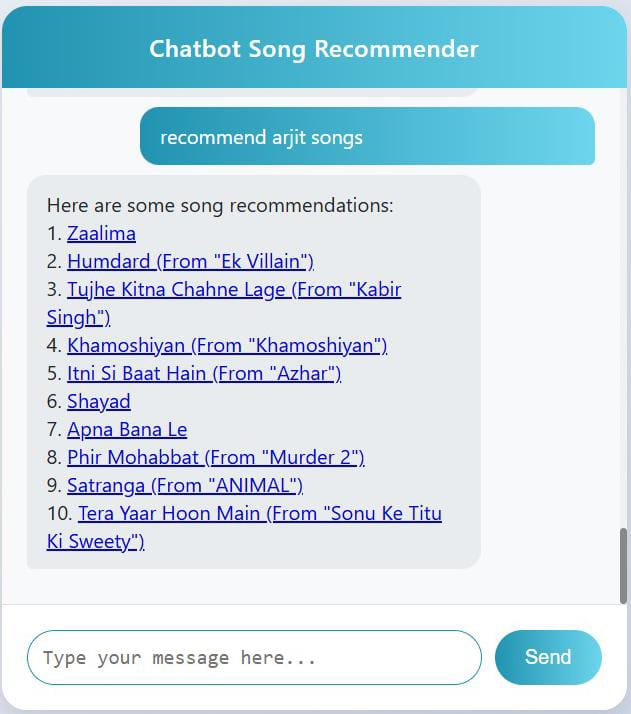 Chatbot Song Recommender
recommend arjit songs
Here are some song recommendations:
1. Zaalima
2. Humdard (From "Ek Villain")
3. Tujhe Kitna Chahne Lage (From "Kabir
Singh")
4. Khamoshiyan (From "Khamoshiyan")
5. Itni Si Baat Hain (From "Azhar")
6. Shayad
7. Apna Bana Le
8. Phir Mohabbat (From "Murder 2")
9. Satranga (From "ANIMAL")
10. Tera Yaar Hoon Main (From "Sonu Ke Titu
Ki Sweety")
Type your message here...
Send